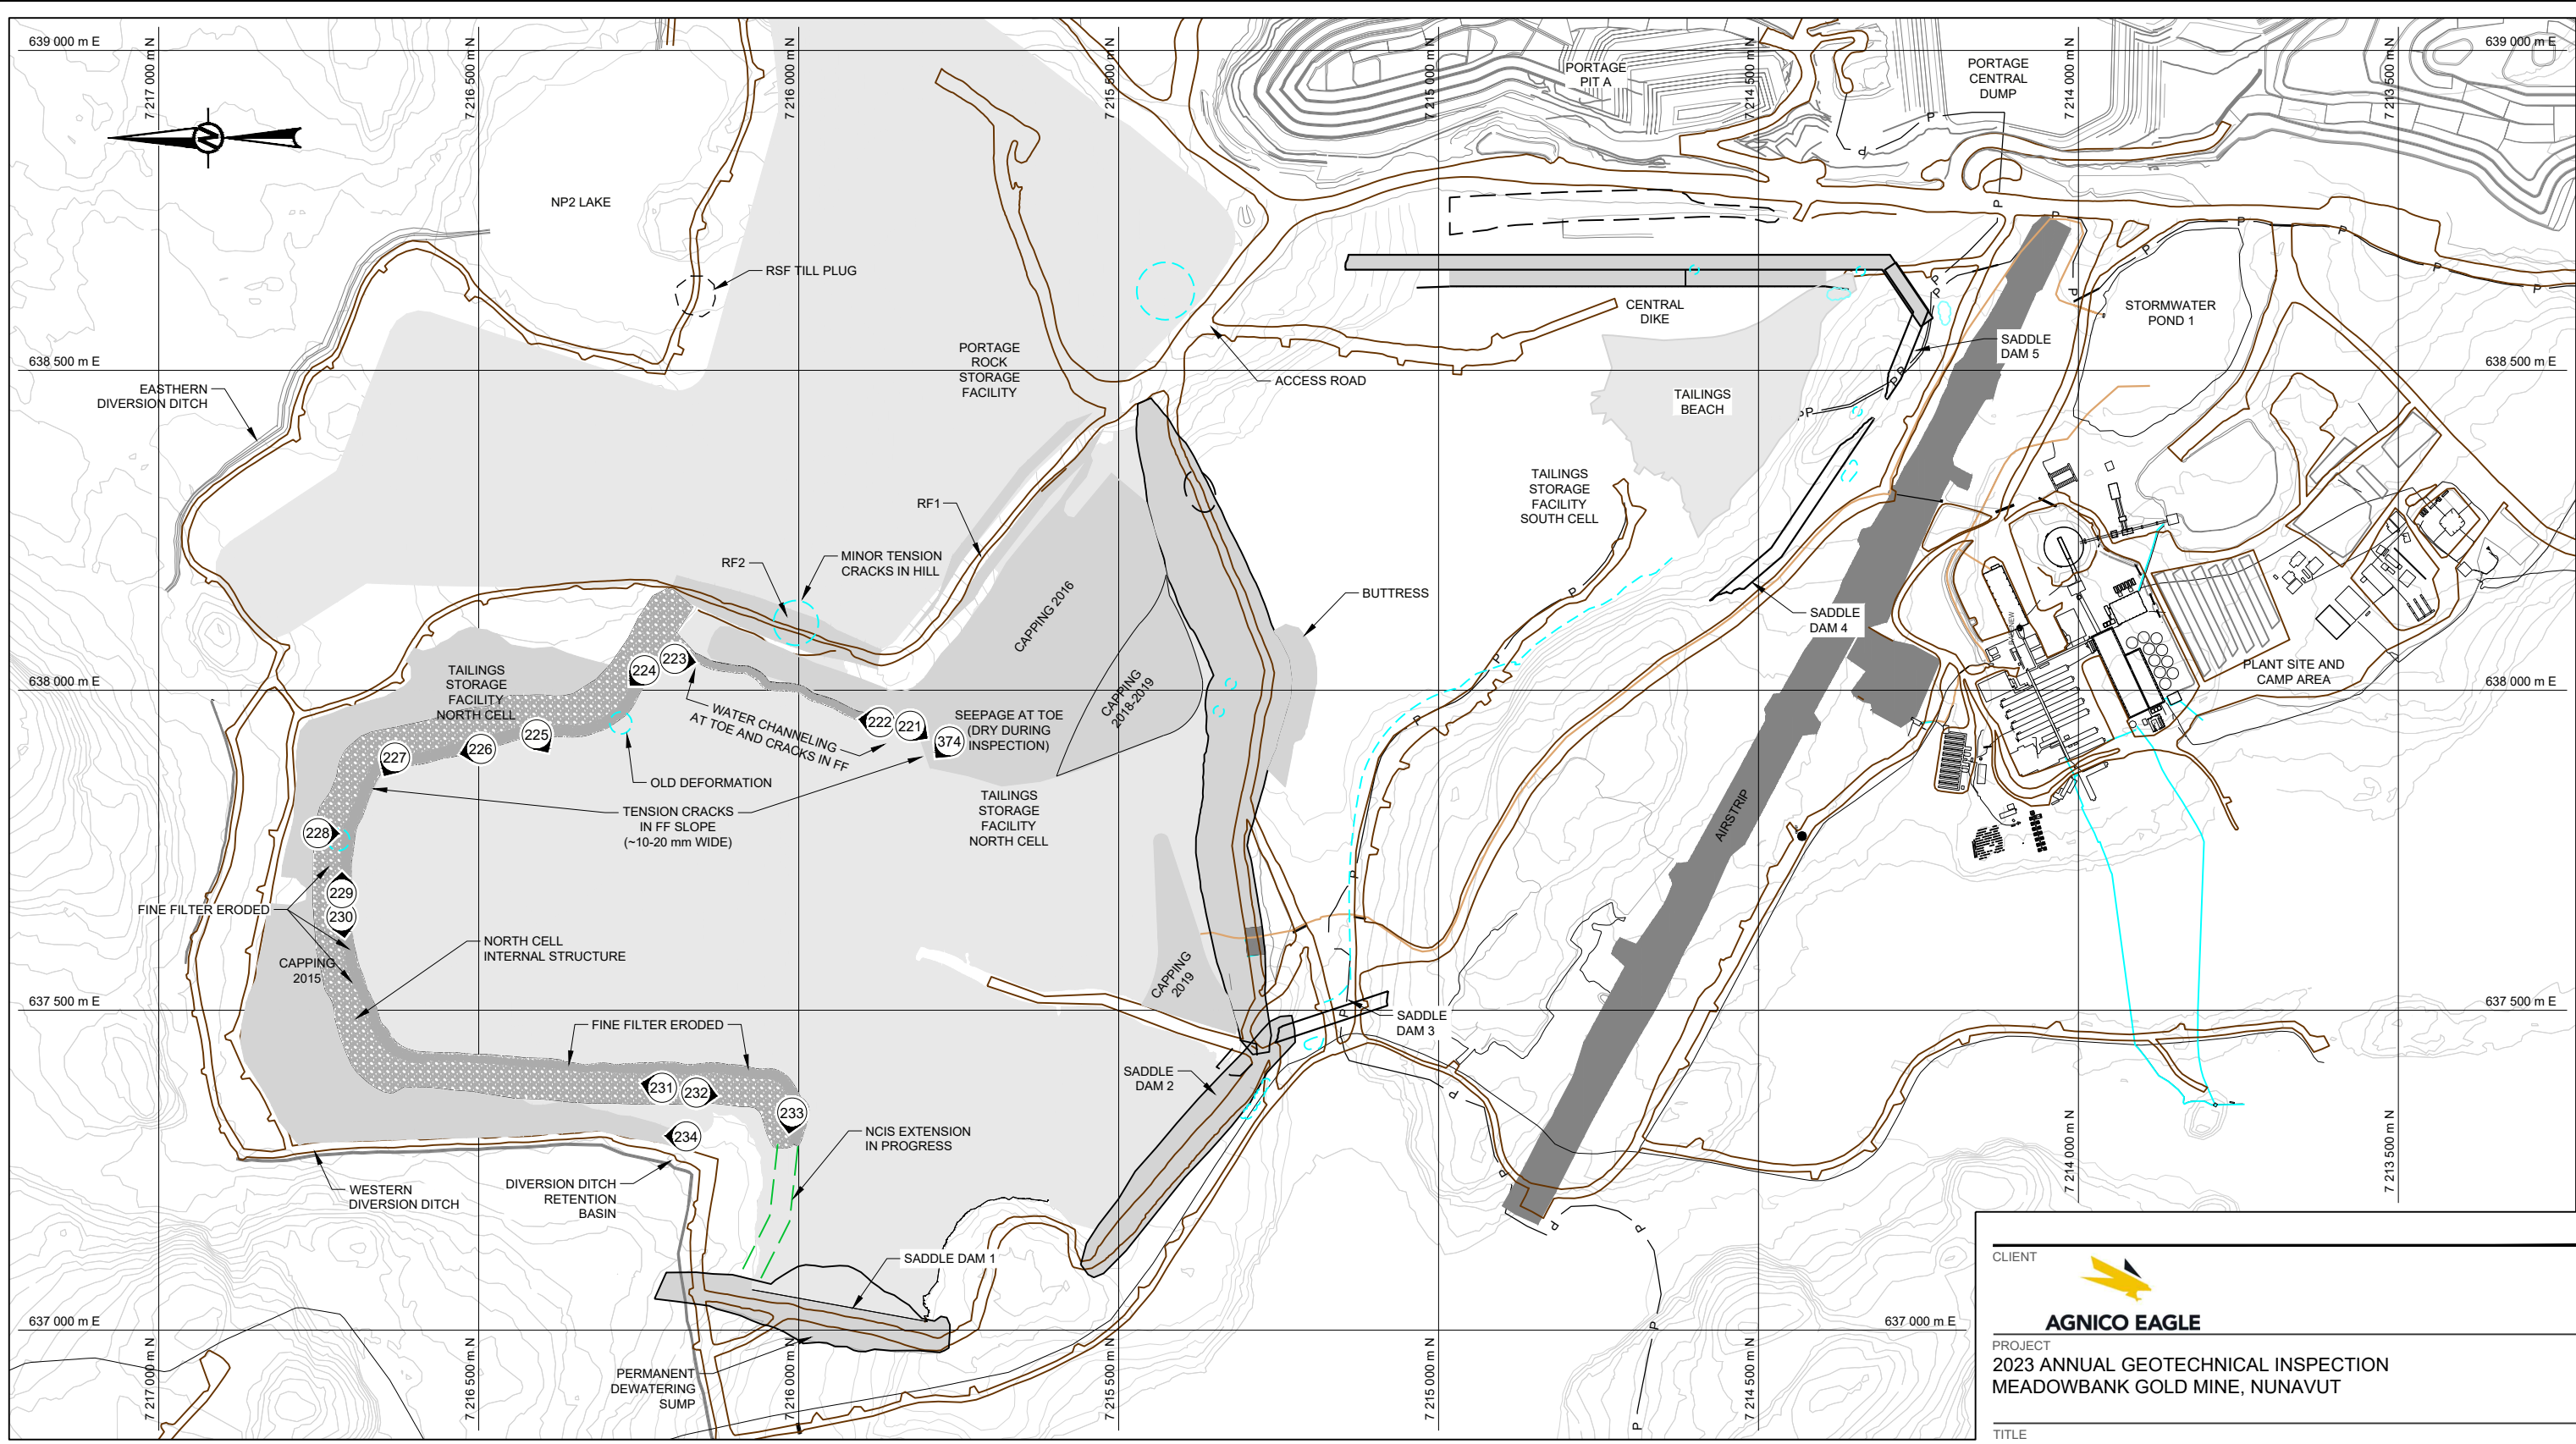 639 000 m E
7 217 000 m N
7 216 500 m N
7 216 000 m N
7 215 500 m N
7 215 000 m N
7 214 500 m N
7 214 000 m N
7 213 500 m N
639 000 m E
N
PORTAGE
PIT A
PORTAGE
CENTRAL
DUMP
NP2 LAKE
RSF TILL PLUG
CENTRAL
DIKE
STORMWATER
POND 1
SADDLE
DAM 5
PORTAGE
ROCK
STORAGE
FACILITY
638 500 m E
638 500 m E
ACCESS ROAD
EASTHERN
DIVERSION DITCH
TAILINGS
BEACH
TAILINGS
STORAGE
FACILITY
SOUTH CELL
RF1
RF2
MINOR TENSION
CRACKS IN HILL
CAPPING 2016
BUTTRESS
SADDLE
DAM 4
PLANT SITE AND
CAMP AREA
638 000 m E
638 000 m E
TAILINGS
STORAGE
FACILITY
NORTH CELL
224
223
CAPPING
2018-2019
WATER CHANNELING
AT TOE AND CRACKS IN FF
222
221
374
SEEPAGE AT TOE
(DRY DURING
INSPECTION)
225
226
227
OLD DEFORMATION
TENSION CRACKS
IN FF SLOPE
(~10-20 mm WIDE)
TAILINGS
STORAGE
FACILITY
NORTH CELL
AIRSTRIP
228
229
230
FINE FILTER ERODED
NORTH CELL
INTERNAL STRUCTURE
CAPPING
2015
CAPPING
2019
637 500 m E
637 500 m E
FINE FILTER ERODED
SADDLE
DAM 3
SADDLE
DAM 2
231
232
233
234
NCIS EXTENSION
IN PROGRESS
WESTERN
DIVERSION DITCH
DIVERSION DITCH
RETENTION
BASIN
SADDLE DAM 1
637 000 m E
637 000 m E
PERMANENT
DEWATERING
SUMP
7 217 000 m N
7 216 500 m N
7 216 000 m N
7 215 500 m N
7 215 000 m N
7 214 500 m N
7 214 000 m N
7 213 500 m N
CLIENT
AGNICO EAGLE
PROJECT
2023 ANNUAL GEOTECHNICAL INSPECTION
MEADOWBANK GOLD MINE, NUNAVUT
TITLE